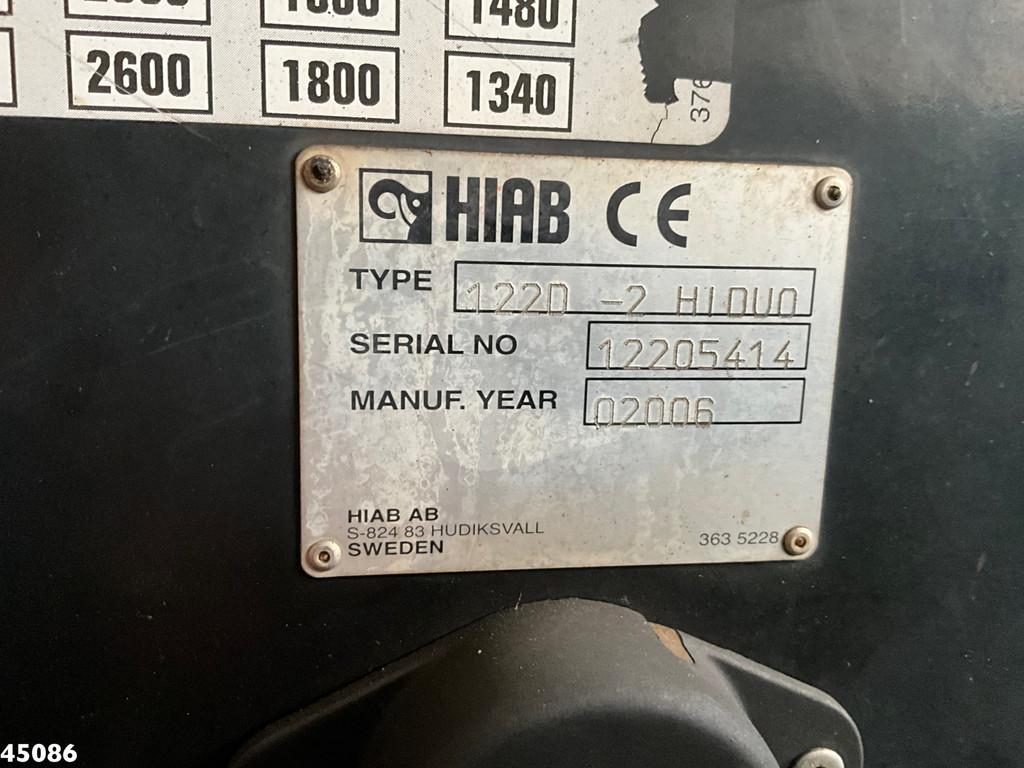 1480
2600 1800 1340
376
HIAB CE
TYPE 122D -2 HIDUO
SERIAL NO 12205414
MANUF. YEAR 02006
HIAB AB
S-824 83 HUDIKSVALL
SWEDEN 363 5228
45086